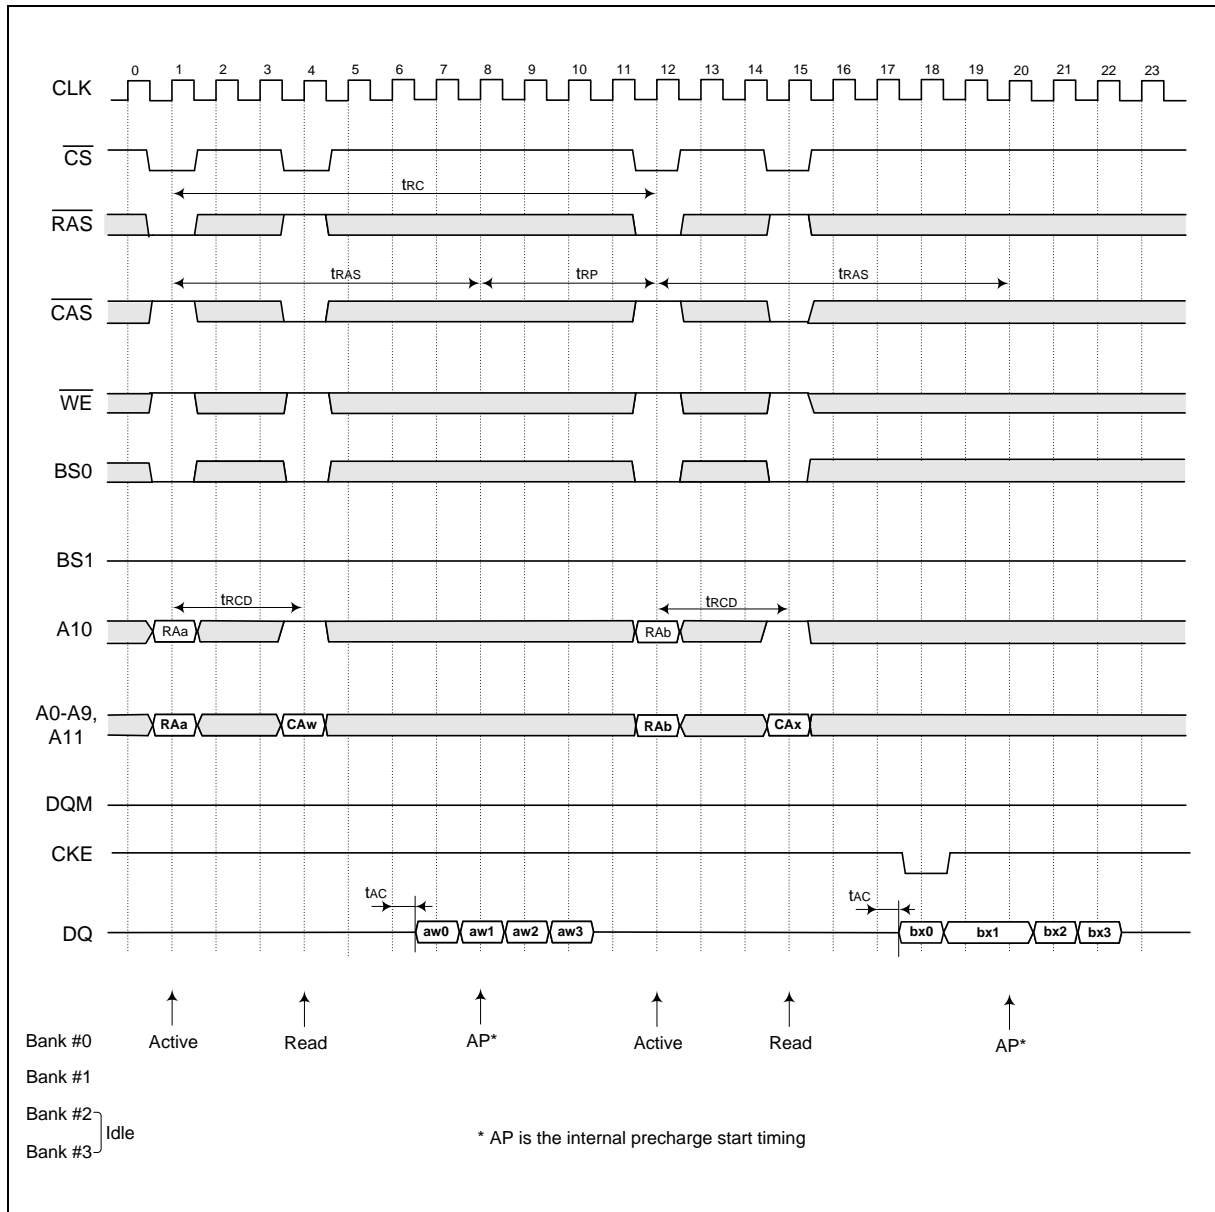 0 1 2 3 4 5 6 7 8 9 10 11 12 13 14 15 16 17 18 19 20 21 22 23
CLK
CS
tRC
RAS
tRAS tRP tRAS
CAS
WE
BS0
BS1
tRCD tRCD
A10 RAa RAb
A0-A9,
A11 RAa CAw RAb CAx
DQM
CKE
tAC tAC
DQ aw0 aw1 aw2 aw3 bx0 bx1 bx2 bx3
Bank #0 Active Read AP* Active Read AP*
Bank #1
Bank #2
Idle
Bank #3
* AP is the internal precharge start timing